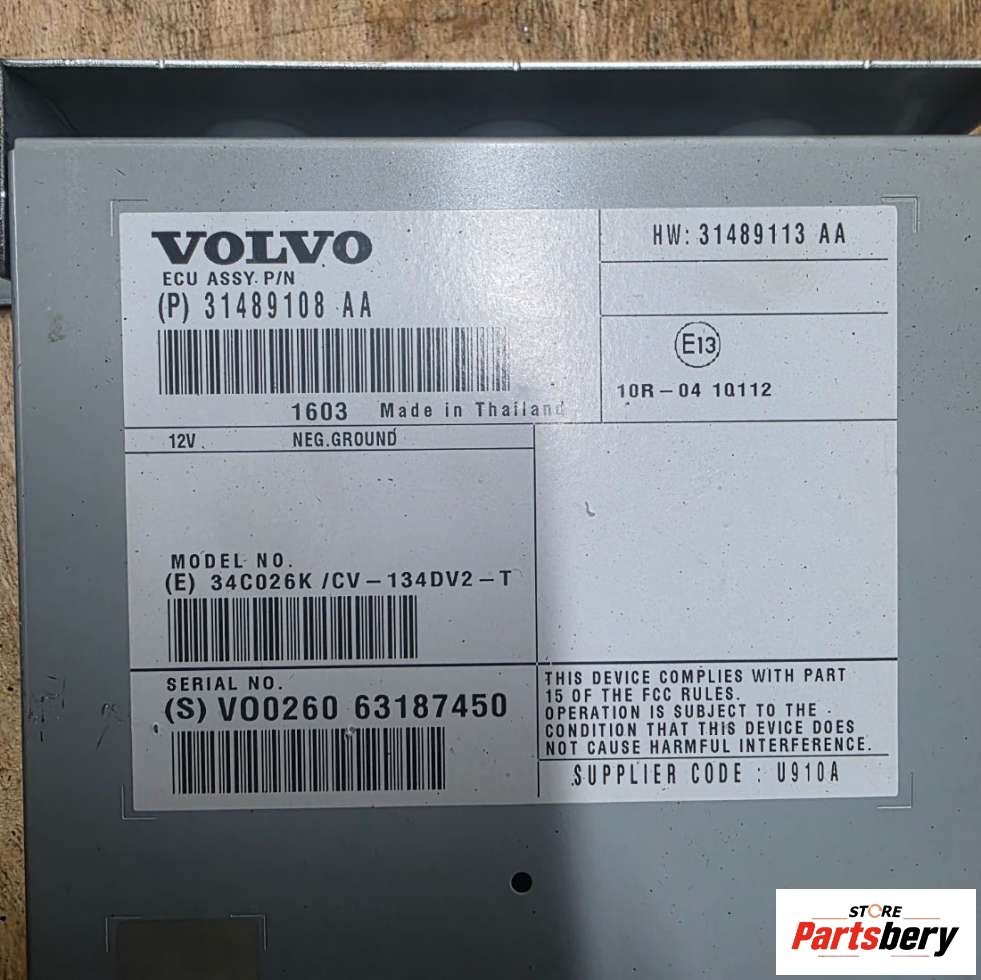 VOLVO
ECU ASSY. P/N
(P) 31489108 AA
1603 Made in Thailand
HW: 31489113 AA
E13
10R-04 10112
12V NEG.GROUND
MODEL NO.
(E) 34C026K /CV-134DV2-T
SERIAL NO.
(S) VO0260 63187450
THIS DEVICE COMPLIES WITH PART
15 OF THE FCC RULES.
OPERATION IS SUBJECT TO THE
CONDITION THAT THIS DEVICE DOES
NOT CAUSE HARMFUL INTERFERENCE.
SUPPLIER CODE : U910A
STORE
Partsbery